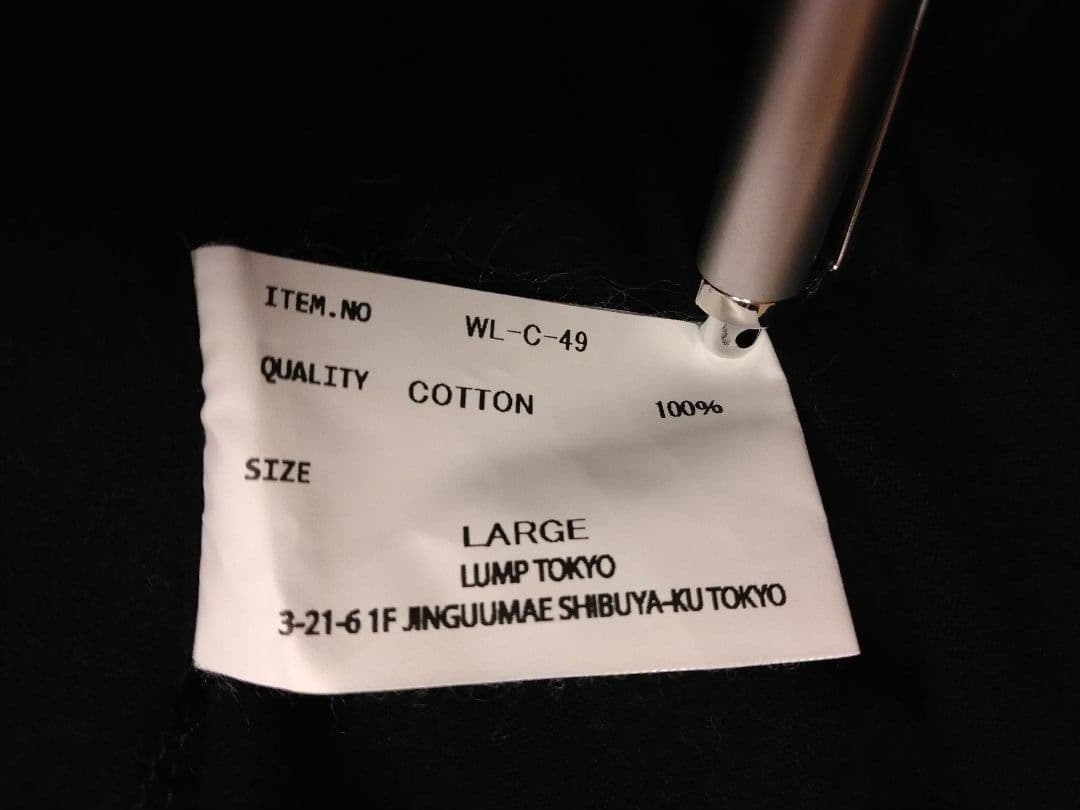 ITEM.NO WL-C-49
QUALITY COTTON 100%
SIZE
LARGE
LUMP TOKYO
3-21-6 1F JINGUUMAE SHIBUYA-KU TOKYO